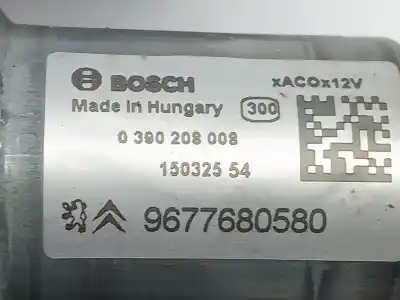 BOSCH xACOx12V
Made in Hungary 300
0 390 208 008
150325 54
9677680580